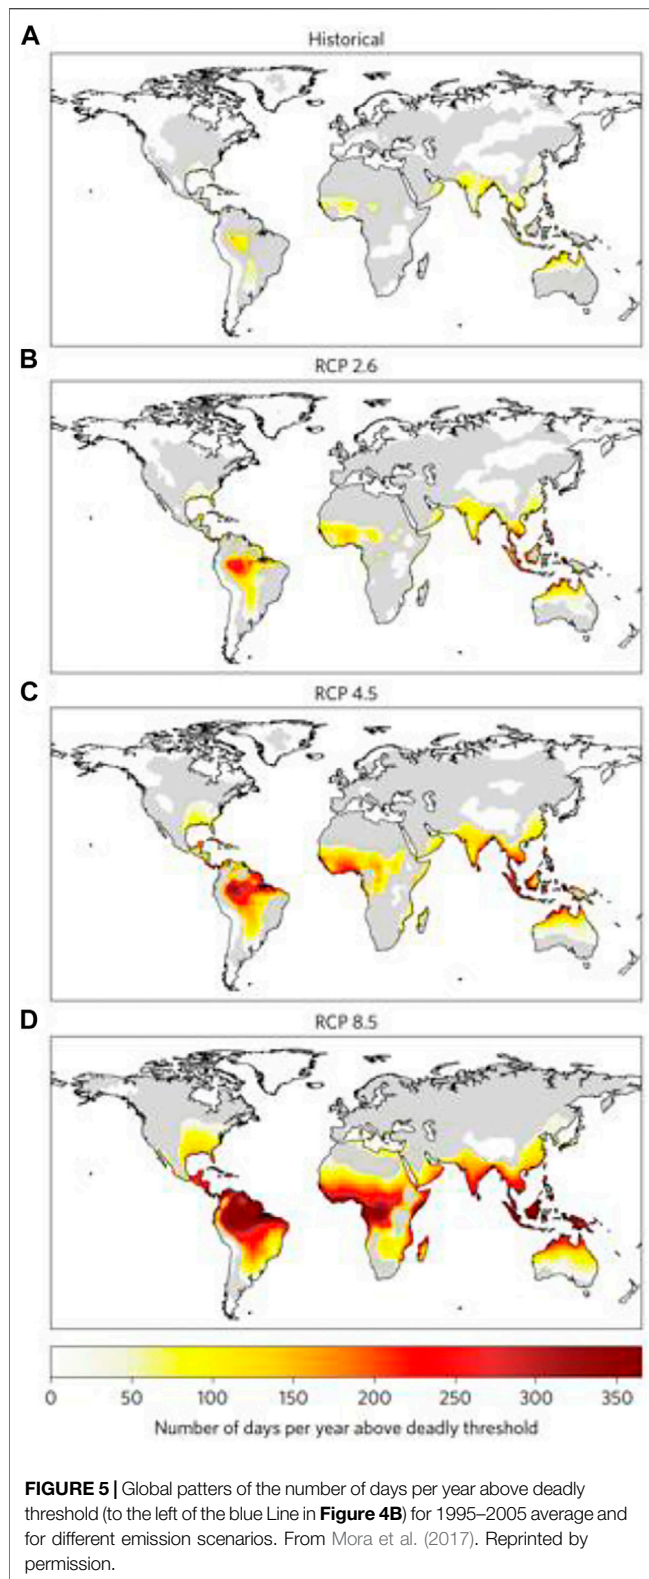 A
Historical
B
RCP 2.6
C
RCP 4.5
D
RCP 8.5
0 50 100 150 200 250 300 350
Number of days per year above deadly threshold
FIGURE 5 | Global patters of the number of days per year above deadly
threshold (to the left of the blue Line in Figure 4B) for 1995–2005 average and
for different emission scenarios. From Mora et al. (2017). Reprinted by
permission.